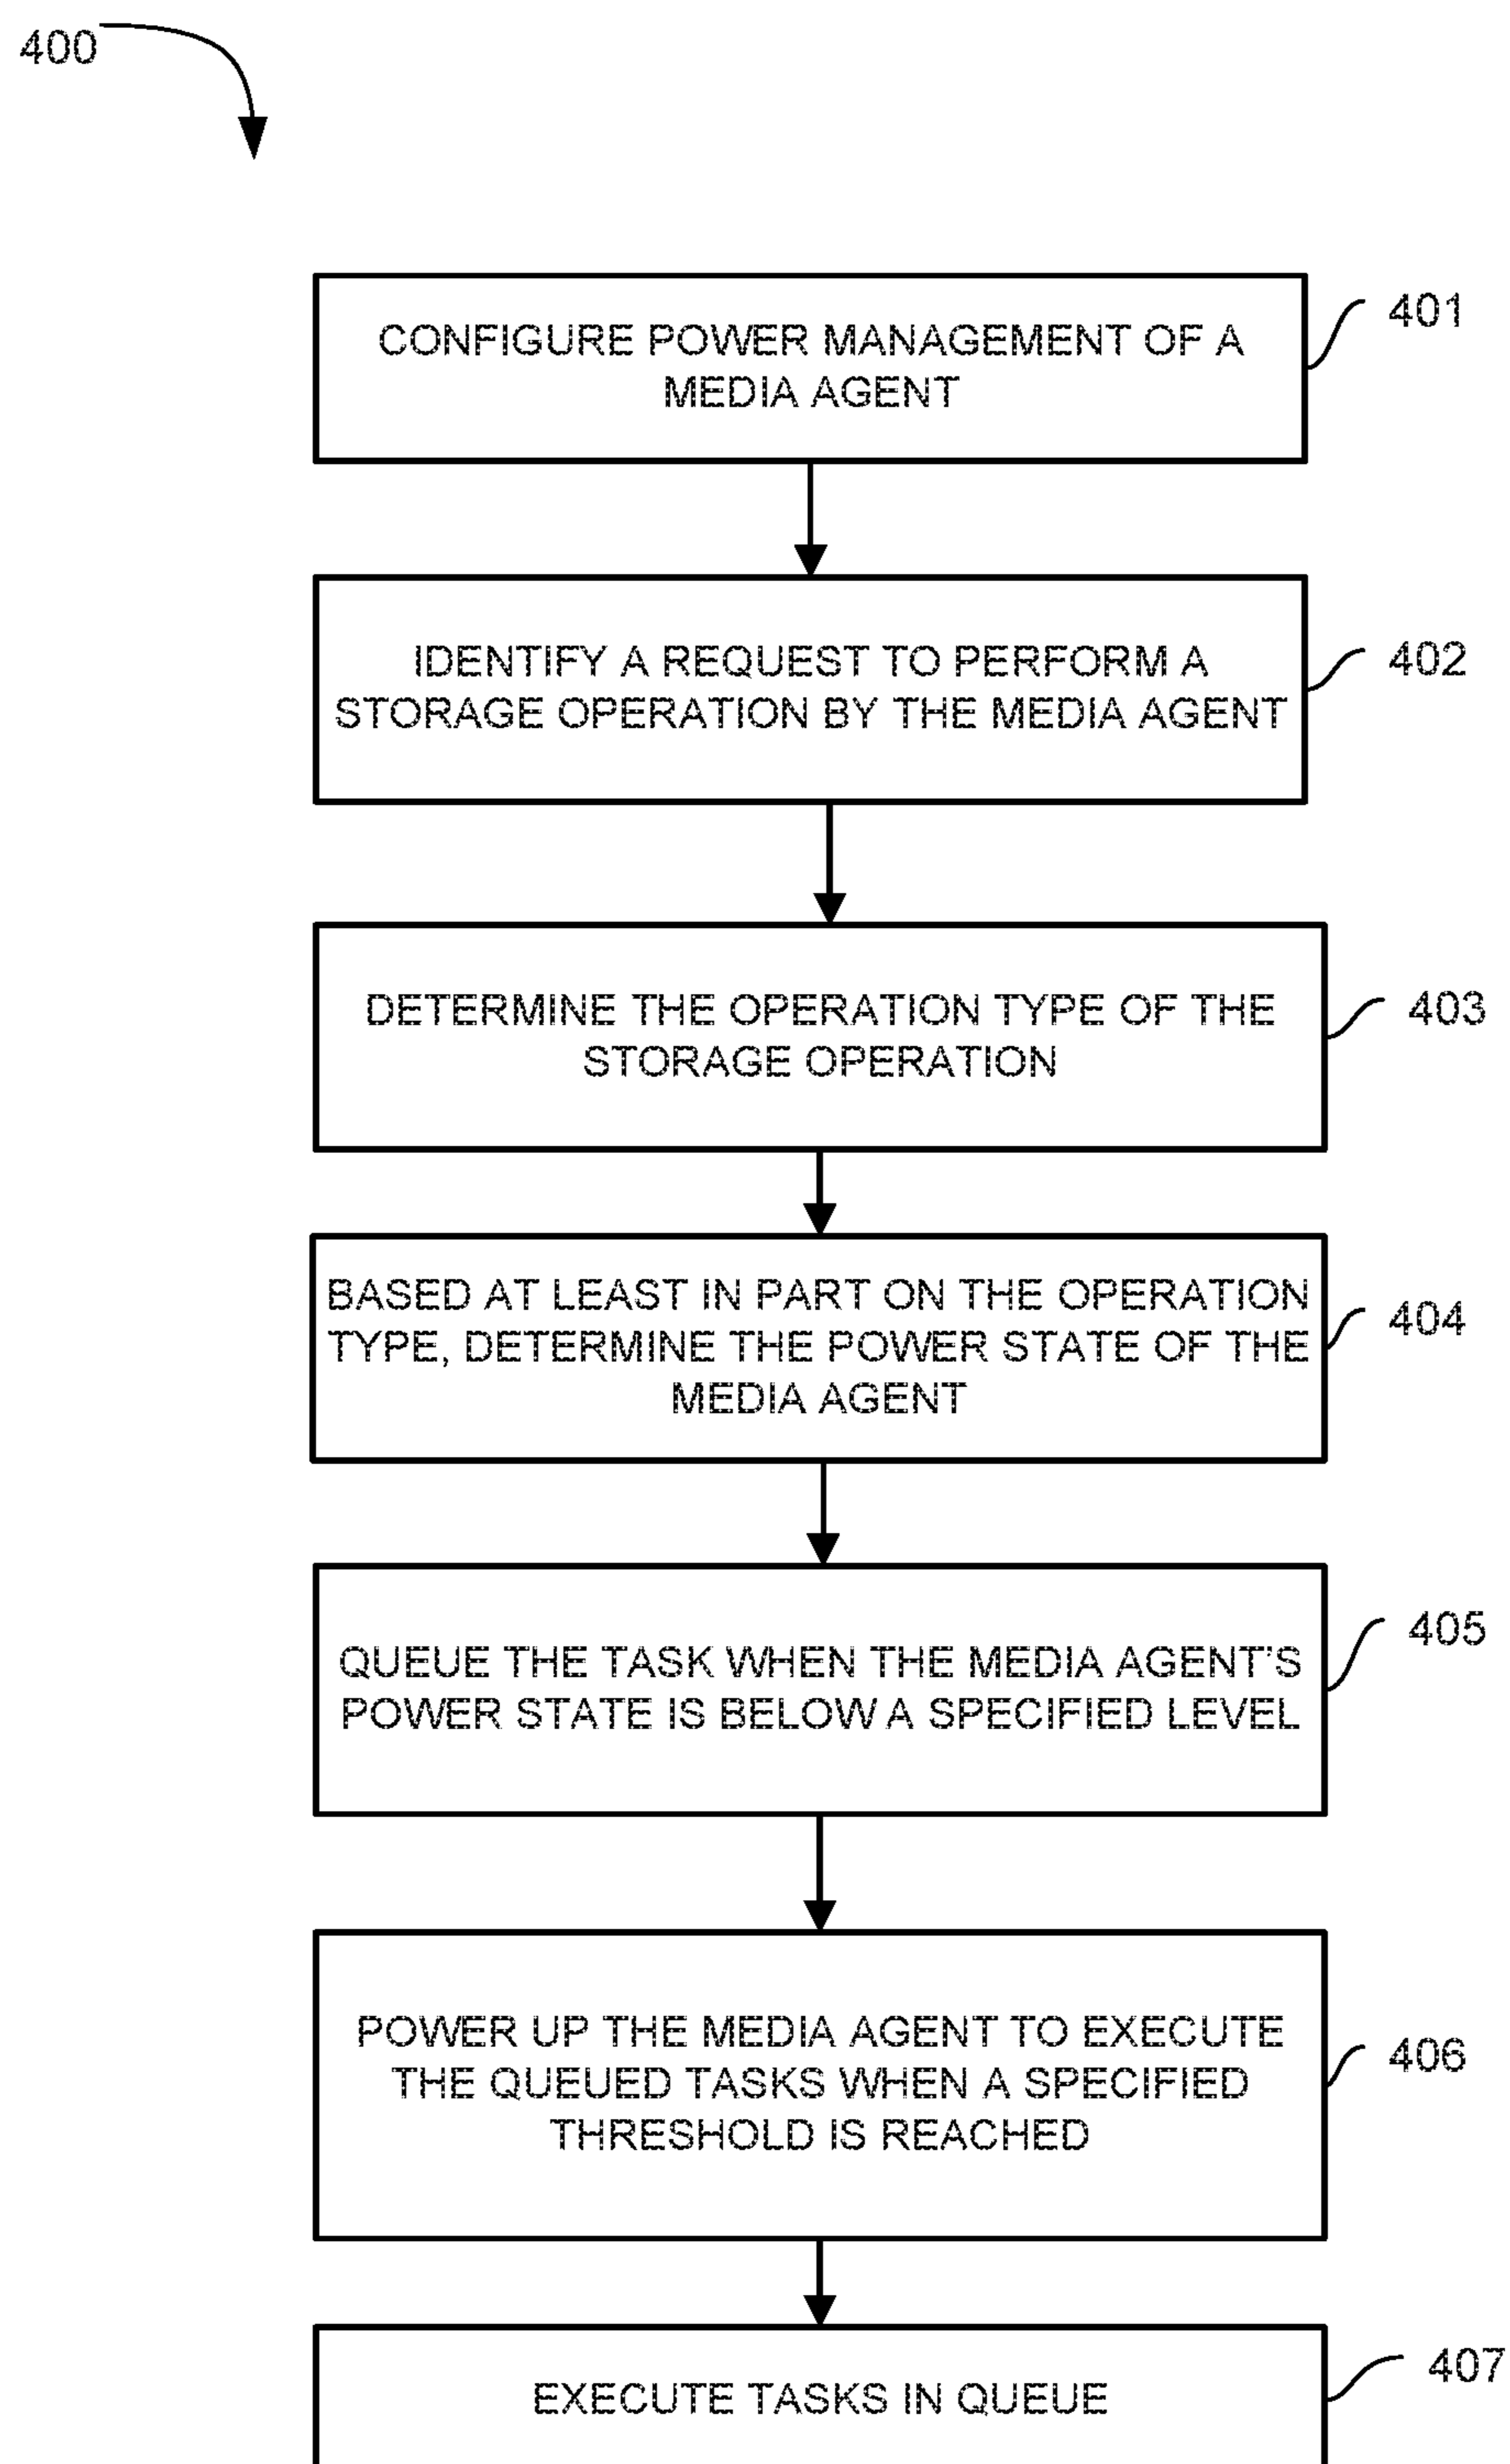 400
CONFIGURE POWER MANAGEMENT OF A
MEDIA AGENT
401
IDENTIFY A REQUEST TO PERFORM A
STORAGE OPERATION BY THE MEDIA AGENT
402
DETERMINE THE OPERATION TYPE OF THE
STORAGE OPERATION
403
BASED AT LEAST IN PART ON THE OPERATION
TYPE, DETERMINE THE POWER STATE OF THE
MEDIA AGENT
404
QUEUE THE TASK WHEN THE MEDIA AGENT'S
POWER STATE IS BELOW A SPECIFIED LEVEL
405
POWER UP THE MEDIA AGENT TO EXECUTE
THE QUEUED TASKS WHEN A SPECIFIED
THRESHOLD IS REACHED
406
EXECUTE TASKS IN QUEUE
407